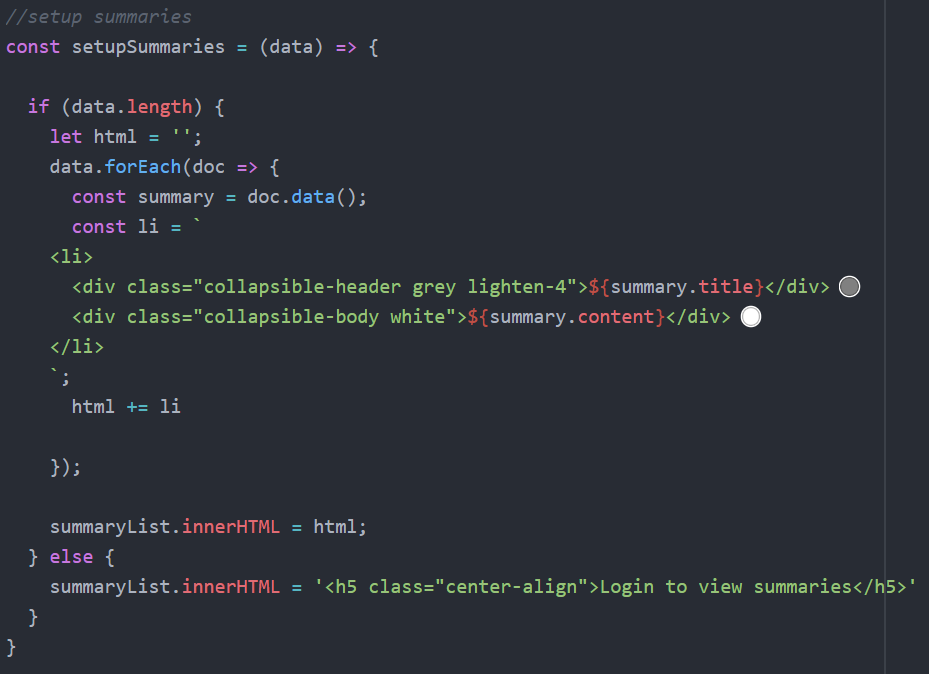 //setup summaries
const setupSummaries = (data) => {
if (data.length) {
let html = '';
data.forEach(doc => {
const summary = doc.data();
const li = `
<li>
<div class="collapsible-header grey lighten-4">${summary.title}</div>
<div class="collapsible-body white">${summary.content}</div>
</li>
`;
html += li
});
summaryList.innerHTML = html;
} else {
summaryList.innerHTML = '<h5 class="center-align">Login to view summaries</h5>'
}
}